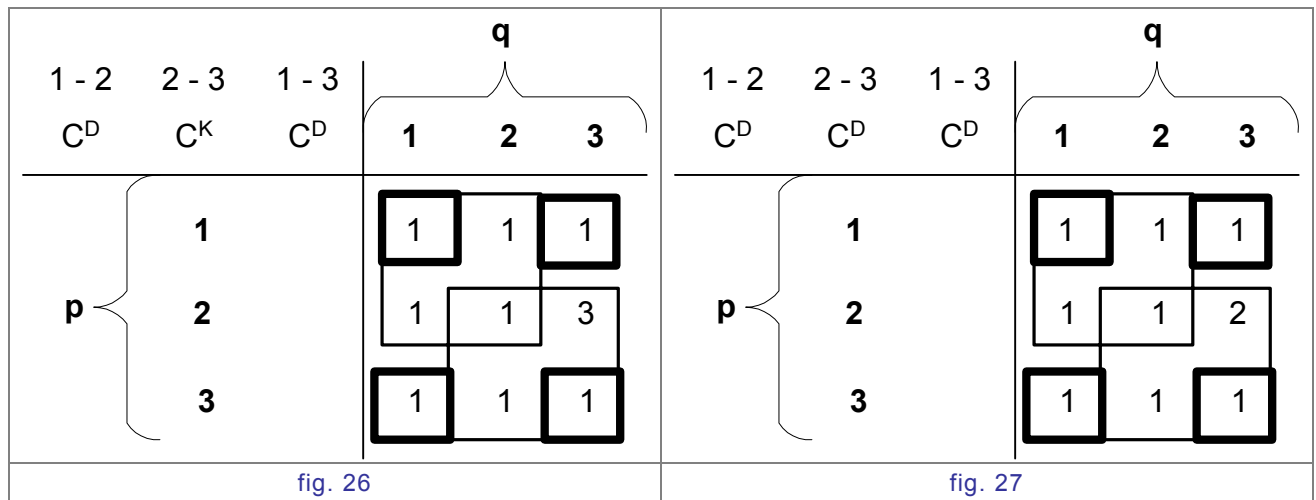 q
1 - 2 2 - 3 1 - 3
C^D C^K C^D 1 2 3
1 1 1 1
p 2 1 1 3
3 1 1 1
fig. 26
q
1 - 2 2 - 3 1 - 3
C^D C^D C^D 1 2 3
1 1 1 1
p 2 1 1 2
3 1 1 1
fig. 27